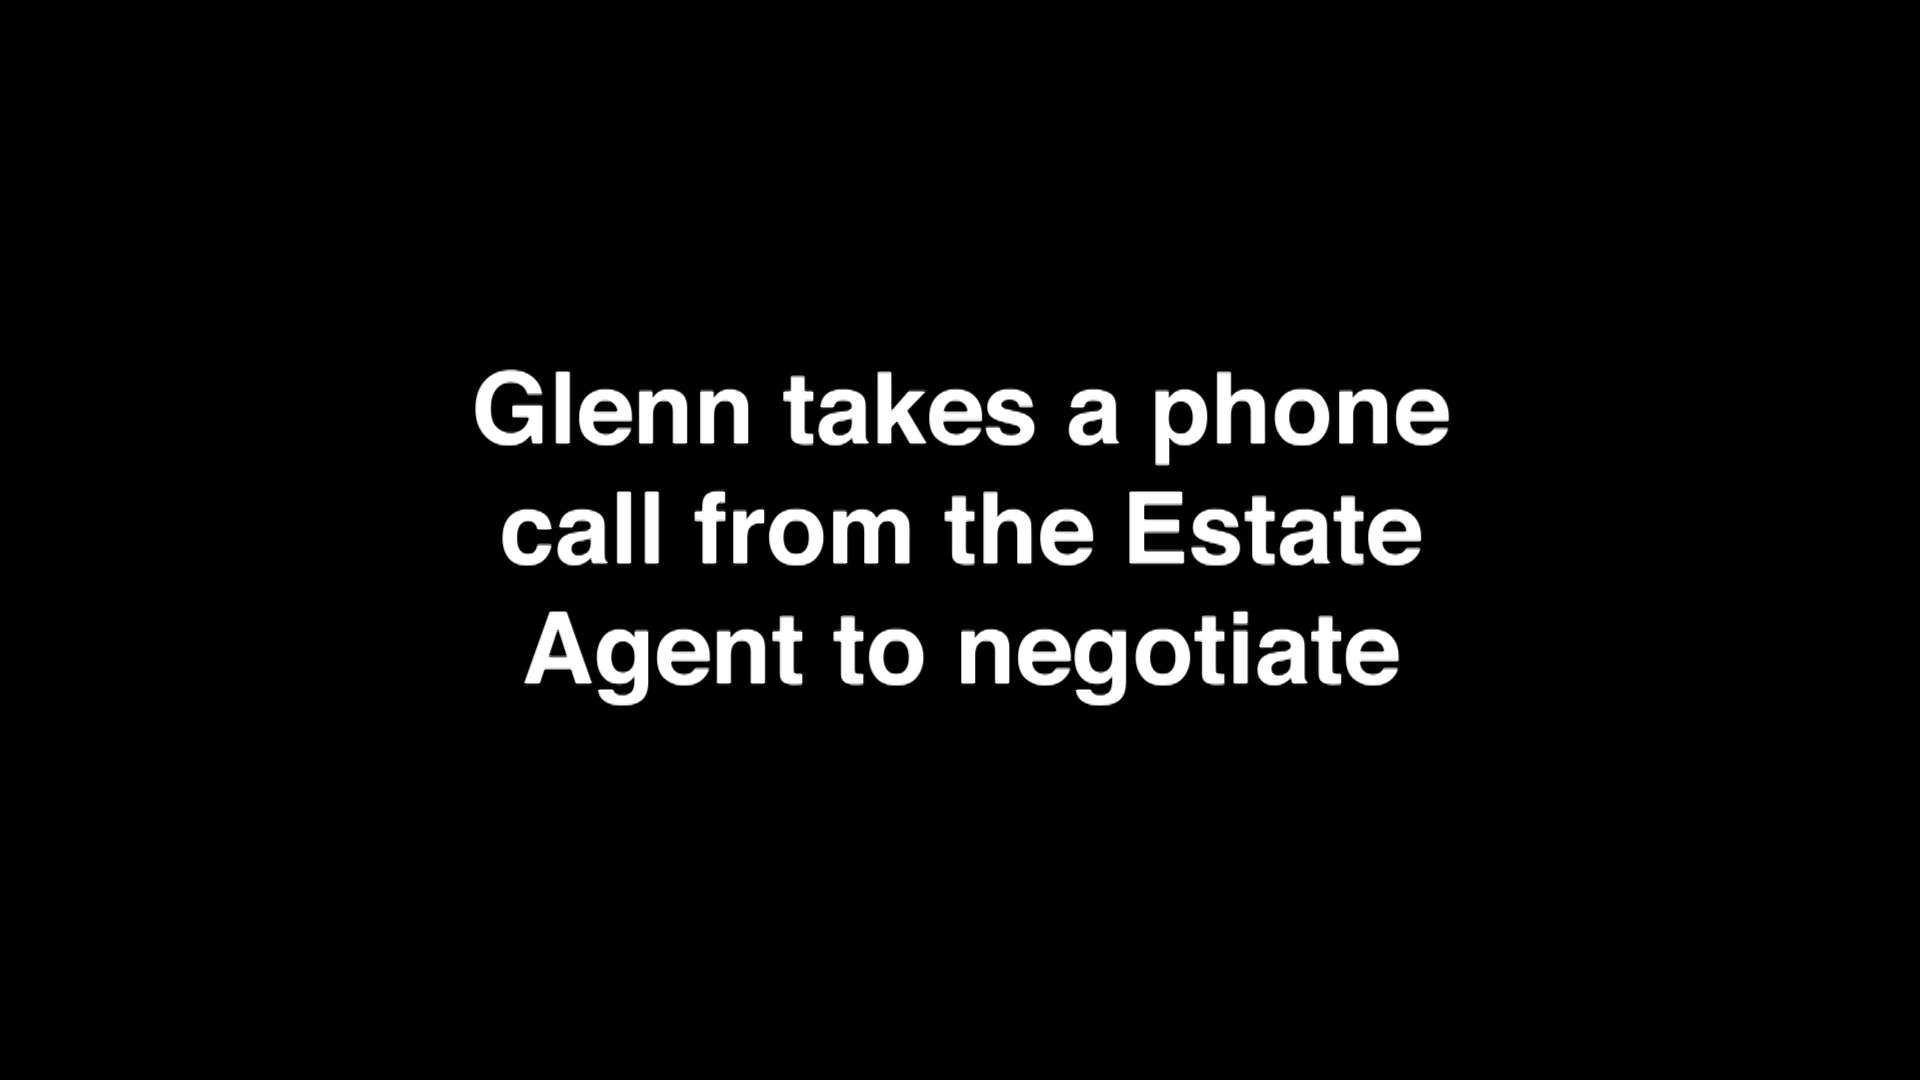 Glenn takes a phone
call from the Estate
Agent to negotiate